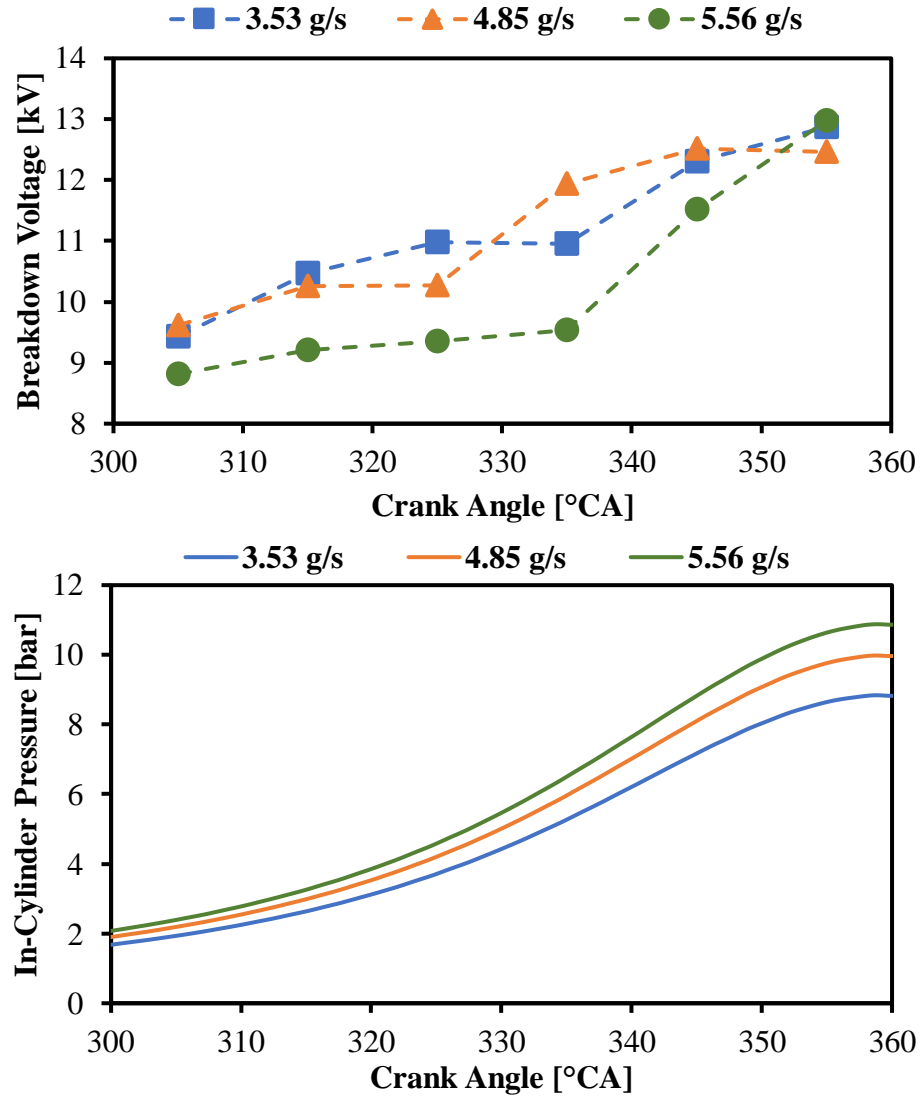 3.53 g/s 4.85 g/s 5.56 g/s
Breakdown Voltage [kV]
14
13
12
11
10
9
8
300 310 320 330 340 350 360
Crank Angle [°CA]
3.53 g/s 4.85 g/s 5.56 g/s
In-Cylinder Pressure [bar]
12
10
8
6
4
2
0
300 310 320 330 340 350 360
Crank Angle [°CA]